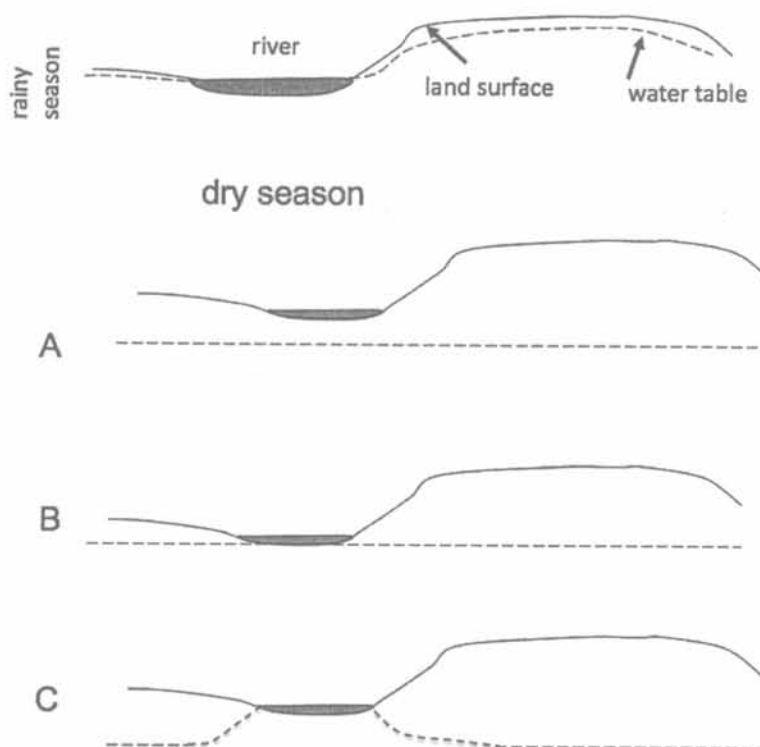 rainy
season
river
land surface
water table
dry season
A
B
C